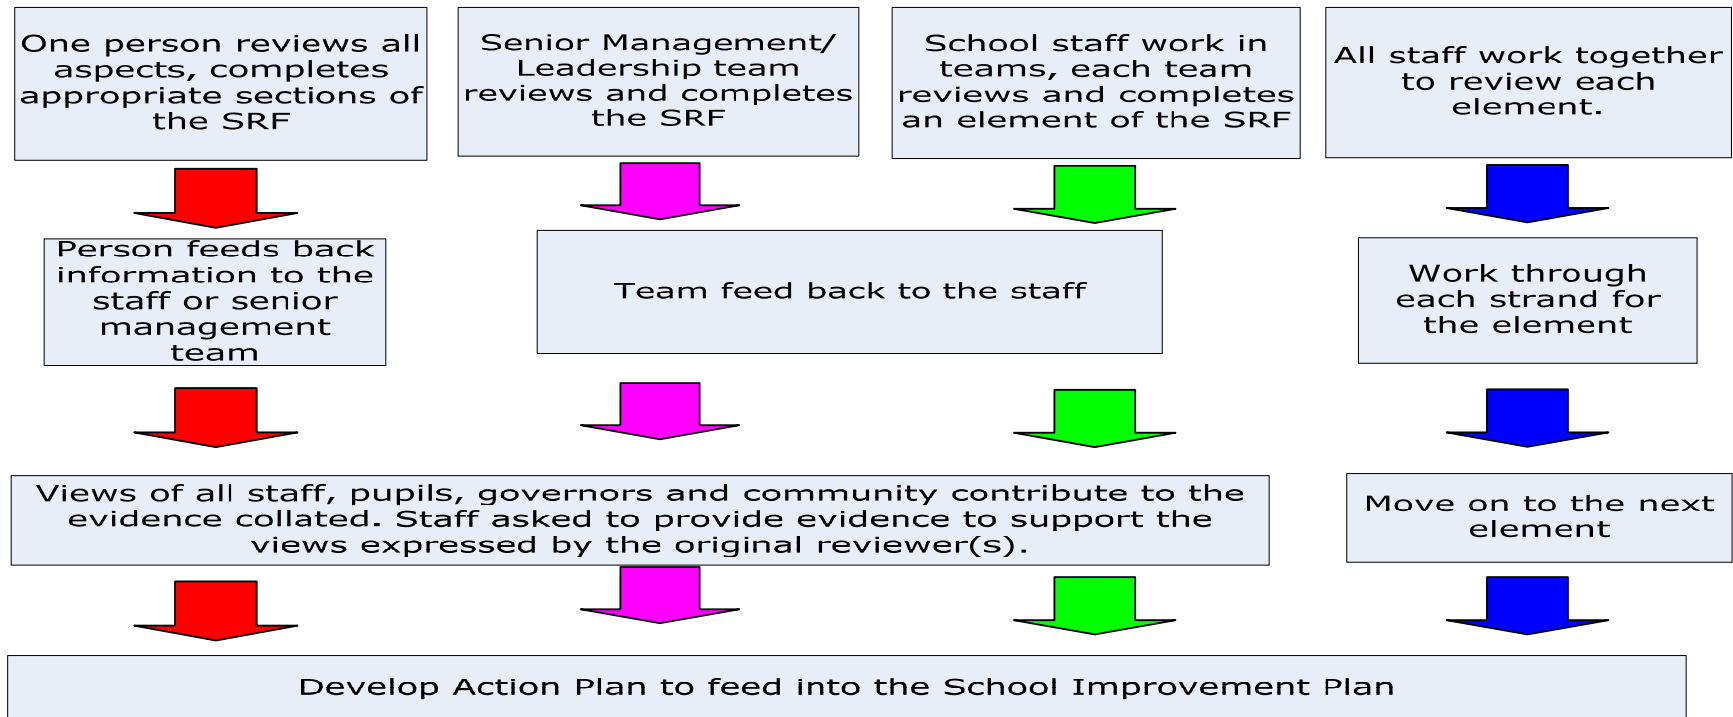 One person reviews all
aspects, completes
appropriate sections of
the SRF
Senior Management/
Leadership team
reviews and completes
the SRF
School staff work in
teams, each team
reviews and completes
an element of the SRF
All staff work together
to review each
element.
Person feeds back
information to the
staff or senior
management
team
Team feed back to the staff
Work through
each strand for
the element
Views of all staff, pupils, governors and community contribute to the
evidence collated. Staff asked to provide evidence to support the
views expressed by the original reviewer(s).
Move on to the next
element
Develop Action Plan to feed into the School Improvement Plan